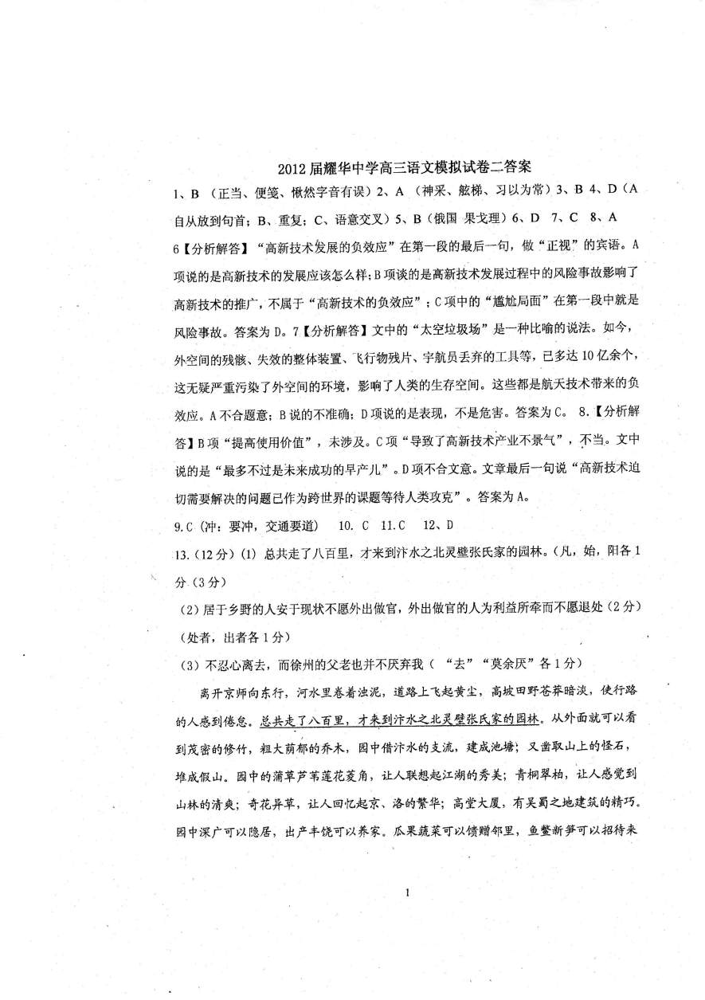 2012 届耀华中学高三语文模拟试卷二答案
1、B （正当、便笺、愀然字音有误）2、A （神采、舷梯、习以为常）3、B 4、D（A
自从放到句首；B、重复；C、语意交叉）5、B（俄国 果戈理）6、D 7、C 8、A
6【分析解答】“高新技术发展的负效应”在第一段的最后一句，做“正视”的宾语。A
项说的是高新技术的发展应该怎么样；B 项谈的是高新技术发展过程中的风险事故影响了
高新技术的推广，不属于“高新技术的负效应”；C 项中的“尴尬局面”在第一段中就是
风险事故。答案为 D。7【分析解答】文中的“太空垃圾场”是一种比喻的说法。如今，
外空间的残骸、失效的整体装置、飞行物残片、宇航员丢弃的工具等，已多达 10 亿余个，
这无疑严重污染了外空间的环境，影响了人类的生存空间。这些都是航天技术带来的负
效应。A 不合题意；B 说的不准确；D 项说的是表现，不是危害。答案为 C。 8.【分析解
答】B 项“提高使用价值”，未涉及。C 项“导致了高新技术产业不景气”，不当。文中
说的是“最多不过是未来成功的早产儿”。D 项不合文意。文章最后一句说“高新技术迫
切需要解决的问题已作为跨世界的课题等待人类攻克”。答案为 A。
9.C (冲：要冲，交通要道) 10. C 11.C 12、D
13.（12 分）(1) 总共走了八百里，才来到汴水之北灵壁张氏家的园林。（凡，始，阳各 1
分（3 分）
（2）居于乡野的人安于现状不愿外出做官，外出做官的人为利益所牵而不愿退处（2 分）
（处者，出者各 1 分）
（3）不忍心离去，而徐州的父老也并不厌弃我（ “去”“莫余厌”各 1 分）
离开京师向东行，河水里卷着浊泥，道路上飞起黄尘，高坡田野苍莽暗淡，使行路
的人感到倦怠。总共走了八百里，才来到汴水之北灵壁张氏家的园林。从外面就可以看
到茂密的修竹，粗大荫郁的乔木，园中借汴水的支流，建成池塘；又凿取山上的怪石，
堆成假山。园中的蒲草芦苇莲花菱角，让人联想起江湖的秀美；青桐翠柏，让人感觉到
山林的清爽；奇花异草，让人回忆起京、洛的繁华；高堂大厦，有吴蜀之地建筑的精巧。
园中深广可以隐居，出产丰饶可以养家。瓜果蔬菜可以馈赠邻里，鱼鳖新笋可以招待来
1